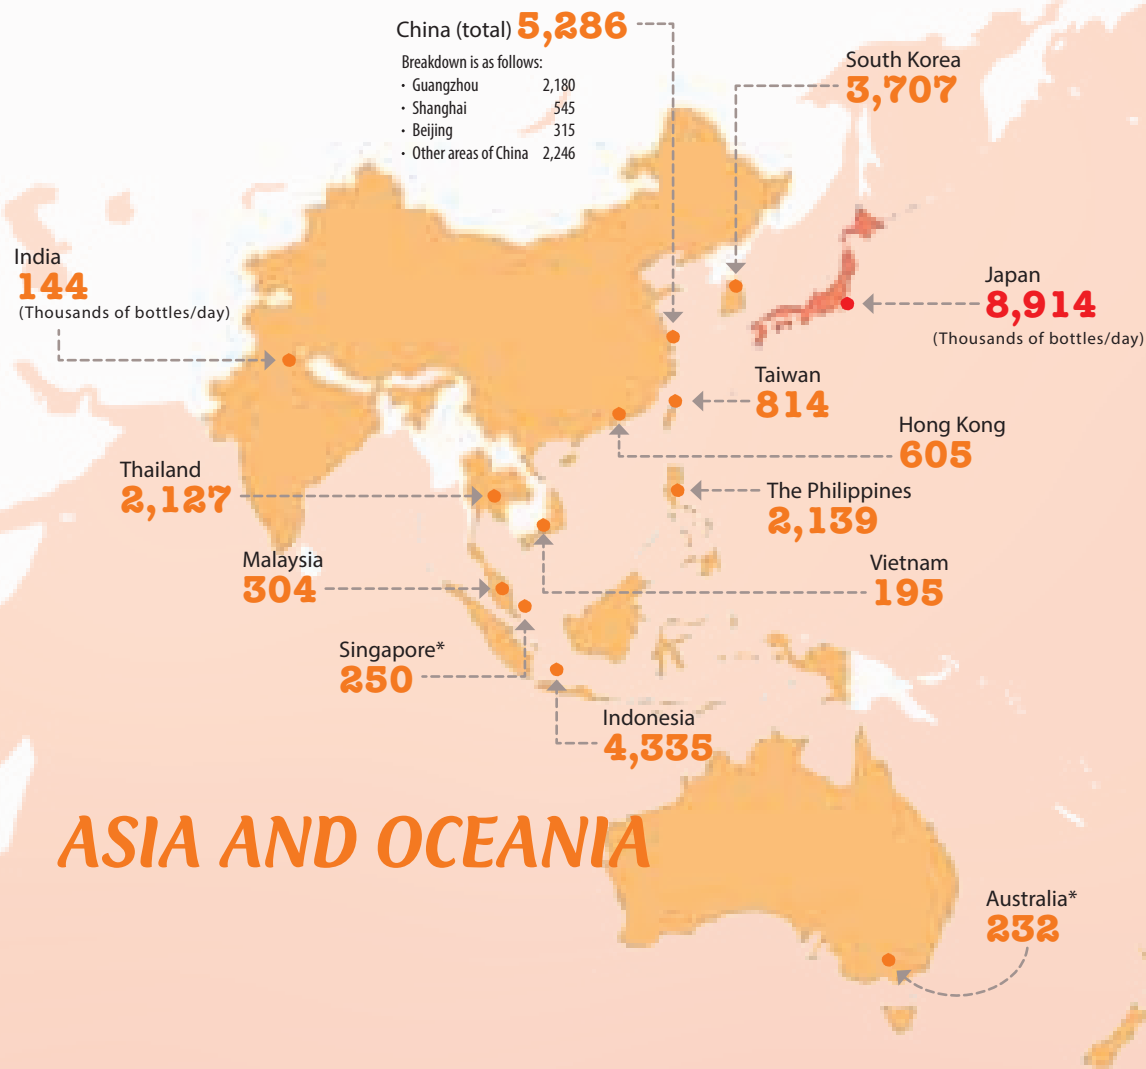 China (total) 5,286
Breakdown is as follows:
・ Guangzhou 2,180
・ Shanghai 545
・ Beijing 315
・ Other areas of China 2,246
South Korea
3,707
India
144
(Thousands of bottles/day)
Japan
8,914
(Thousands of bottles/day)
Taiwan
814
Hong Kong
605
Thailand
2,127
The Philippines
2,139
Malaysia
304
Vietnam
195
Singapore*
250
Indonesia
4,335
ASIA AND OCEANIA
Australia*
232